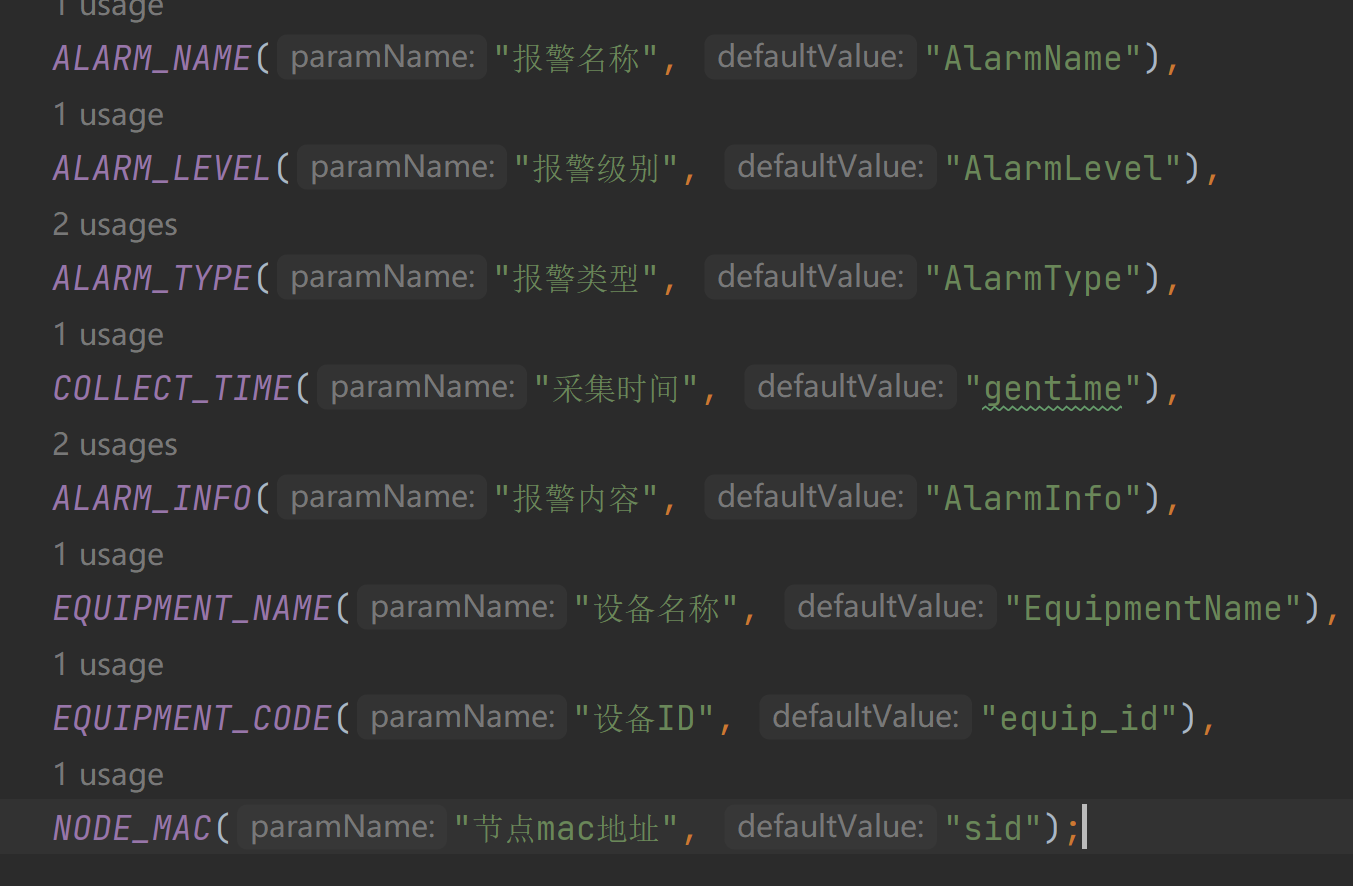 1 usage
ALARM_NAME( paramName: "报警名称", defaultValue: "AlarmName"),
1 usage
ALARM_LEVEL( paramName: "报警级别", defaultValue: "AlarmLevel"),
2 usages
ALARM_TYPE( paramName: "报警类型", defaultValue: "AlarmType"),
1 usage
COLLECT_TIME( paramName: "采集时间", defaultValue: "gentime"),
2 usages
ALARM_INFO( paramName: "报警内容", defaultValue: "AlarmInfo"),
1 usage
EQUIPMENT_NAME( paramName: "设备名称", defaultValue: "EquipmentName"),
1 usage
EQUIPMENT_CODE( paramName: "设备ID", defaultValue: "equip_id"),
1 usage
NODE_MAC( paramName: "节点mac地址", defaultValue: "sid");